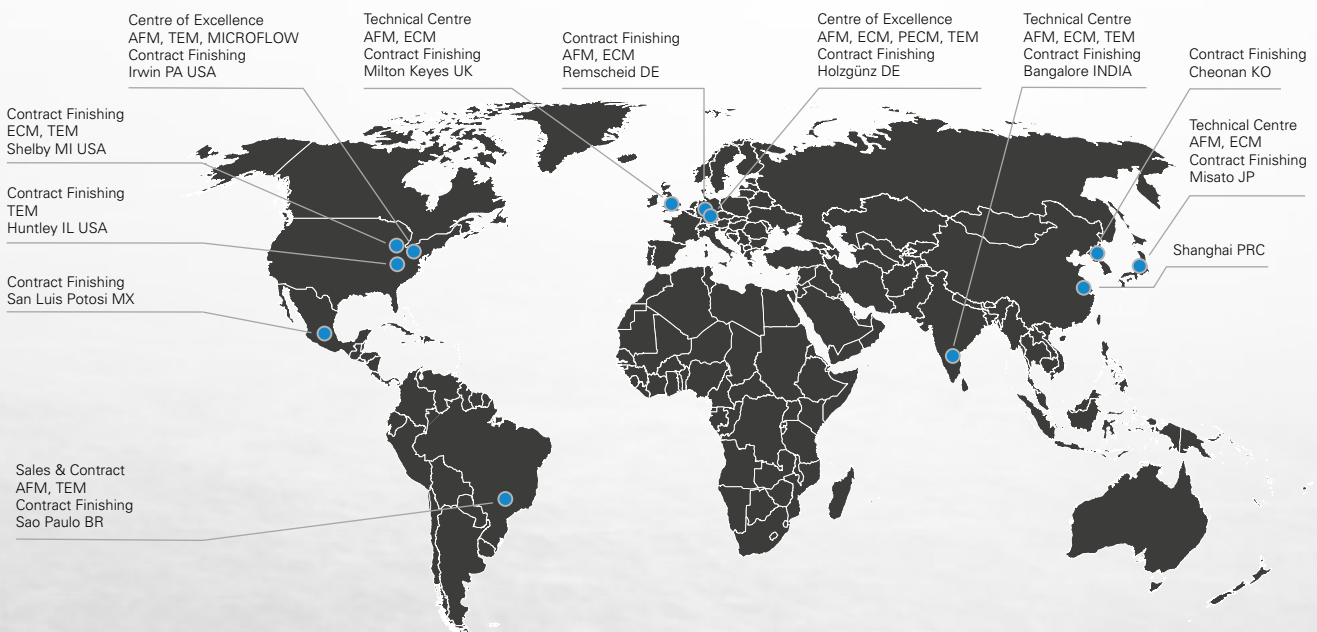 Centre of Excellence
AFM, TEM, MICROFLOW
Contract Finishing
Irwin PA USA
Technical Centre
AFM, ECM
Contract Finishing
Milton Keyes UK
Contract Finishing
AFM, ECM
Remscheid DE
Centre of Excellence
AFM, ECM, PECM, TEM
Contract Finishing
Holzgünz DE
Technical Centre
AFM, ECM, TEM
Contract Finishing
Bangalore INDIA
Contract Finishing
Cheonan KO
Contract Finishing
ECM, TEM
Shelby MI USA
Technical Centre
AFM, ECM
Contract Finishing
Misato JP
Contract Finishing
TEM
Huntley IL USA
Shanghai PRC
Contract Finishing
San Luis Potosi MX
Sales & Contract
AFM, TEM
Contract Finishing
Sao Paulo BR